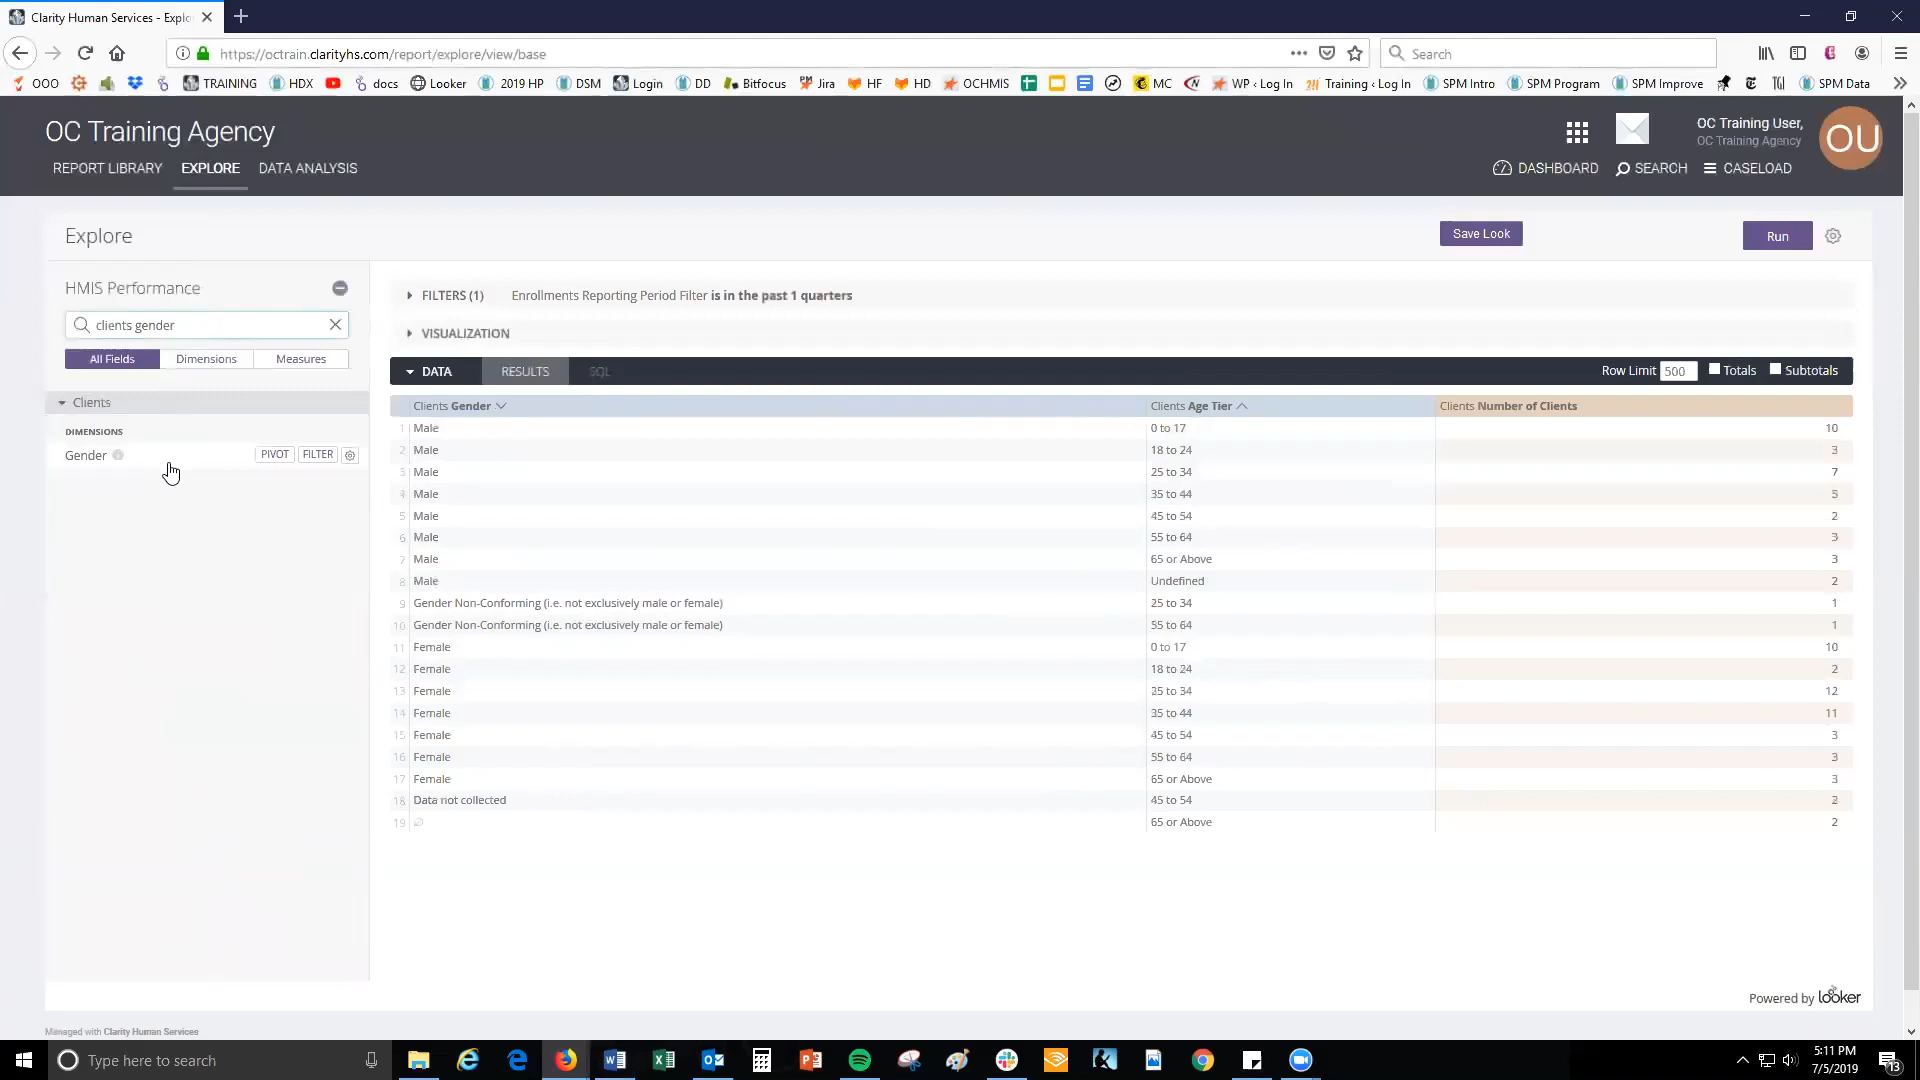 Clarity Human Services - Explo
https://octrain.clarityhs.com/report/explore/view/base
Search
OOO TRAINING HDX docs Looker 2019 HP DSM Login DD Bitfocus Jira HF HD OCHMIS MC WP ‹ Log In Training ‹ Log In SPM Intro SPM Program SPM Improve SPM Data
OC Training Agency
OC Training User,
OC Training Agency
OU
REPORT LIBRARY EXPLORE DATA ANALYSIS
DASHBOARD SEARCH CASELOAD
Explore
Save Look
Run
HMIS Performance
clients gender
All Fields Dimensions Measures
Clients
DIMENSIONS
Gender PIVOT FILTER
FILTERS (1) Enrollments Reporting Period Filter is in the past 1 quarters
VISUALIZATION
DATA RESULTS SQL Row Limit 500 Totals Subtotals
Clients Gender Clients Age Tier Clients Number of Clients
1 Male 0 to 17 10
2 Male 18 to 24 3
3 Male 25 to 34 7
4 Male 35 to 44 5
5 Male 45 to 54 2
6 Male 55 to 64 3
7 Male 65 or Above 3
8 Male Undefined 2
9 Gender Non-Conforming (i.e. not exclusively male or female) 25 to 34 1
10 Gender Non-Conforming (i.e. not exclusively male or female) 55 to 64 1
11 Female 0 to 17 10
12 Female 18 to 24 2
13 Female 25 to 34 12
14 Female 35 to 44 11
15 Female 45 to 54 3
16 Female 55 to 64 3
17 Female 65 or Above 3
18 Data not collected 45 to 54 2
19 ∅ 65 or Above 2
Powered by looker
Managed with Clarity Human Services
Type here to search
5:11 PM
7/5/2019
13